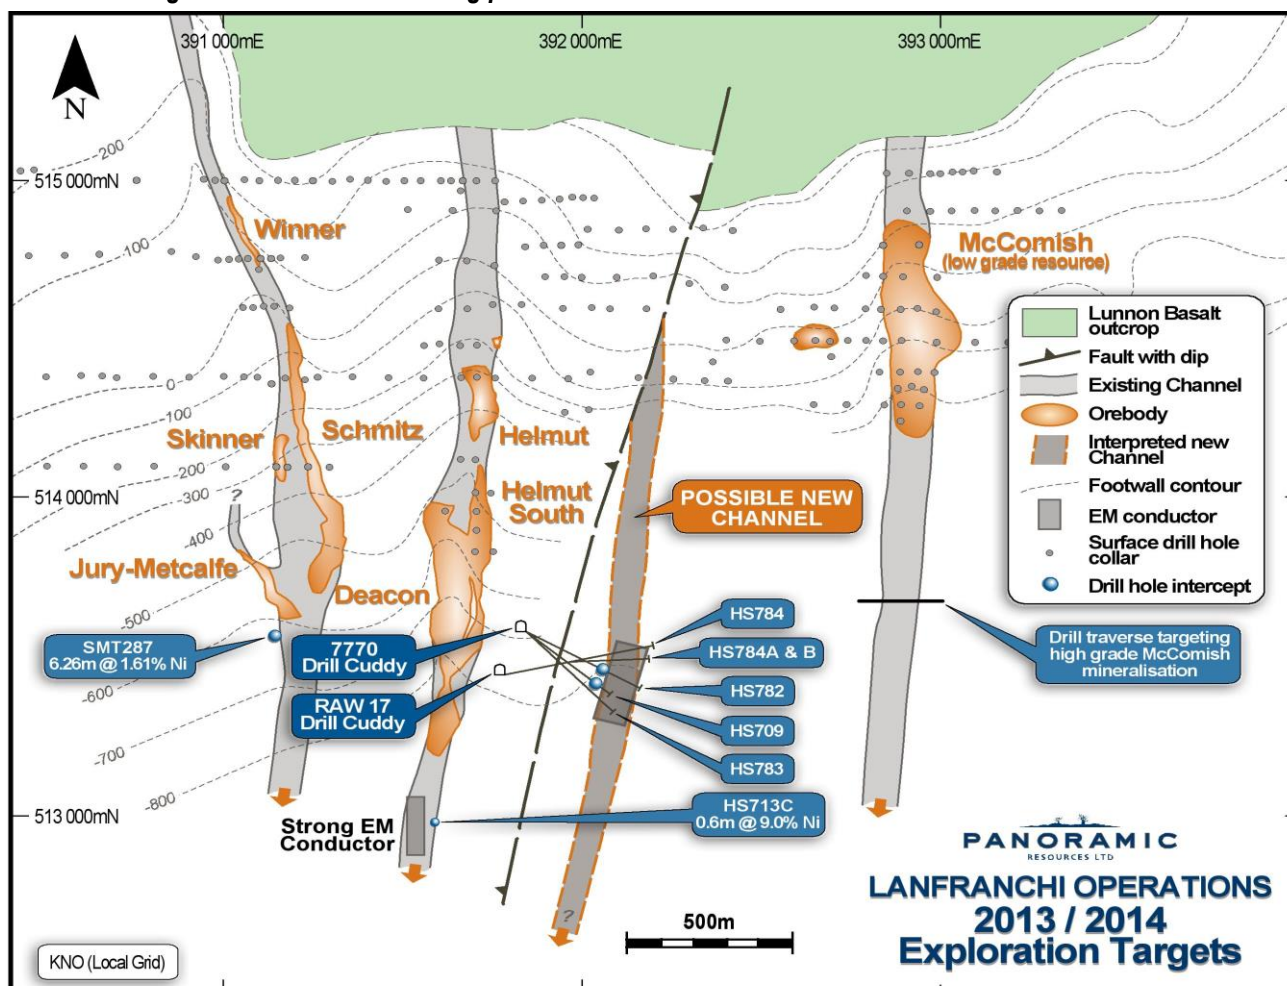 391 000mE
392 000mE
393 000mE
N
200
515 000mN
100
Winner
McComish
(low grade resource)
Lunnon Basalt
outcrop
Fault with dip
Existing Channel
Orebody
Interpreted new
Channel
Footwall contour
EM conductor
Surface drill hole
collar
Drill hole intercept
0
100
Skinner
Schmitz
Helmut
200
514 000mN
300
?
-400
Helmut
South
POSSIBLE NEW
CHANNEL
Jury-Metcalfe
Deacon
-500
SMT287
6.26m @ 1.61% Ni
7770
Drill Cuddy
HS784
HS784A & B
Drill traverse targeting
high grade McComish
mineralisation
-600
RAW 17
Drill Cuddy
HS782
HS709
-700
HS783
-800
513 000mN
HS713C
0.6m @ 9.0% Ni
Strong EM
Conductor
PANORAMIC
RESOURCES LTD
LANFRANCHI OPERATIONS
2013 / 2014
Exploration Targets
?
500m
KNO (Local Grid)